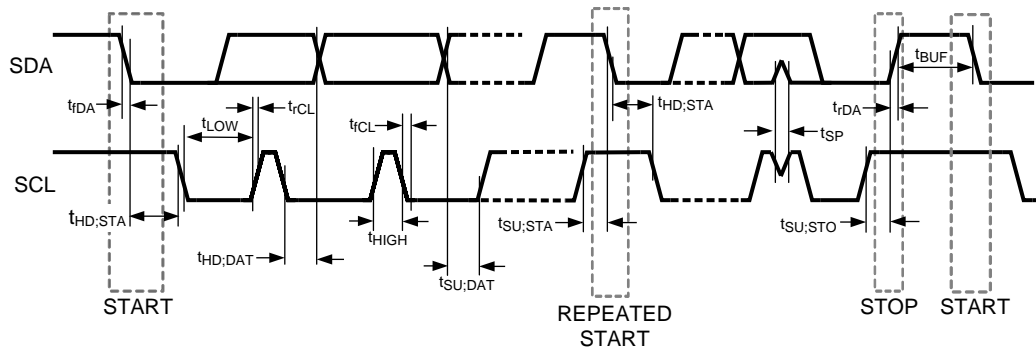 SDA
tfDA
tLOW
trCL
tfCL
tHD;STA
tBUF
trDA
tSP
SCL
tHD;STA
tHD;DAT
tHIGH
tSU;DAT
tSU;STA
tSU;STO
START
REPEATED
START
STOP
START